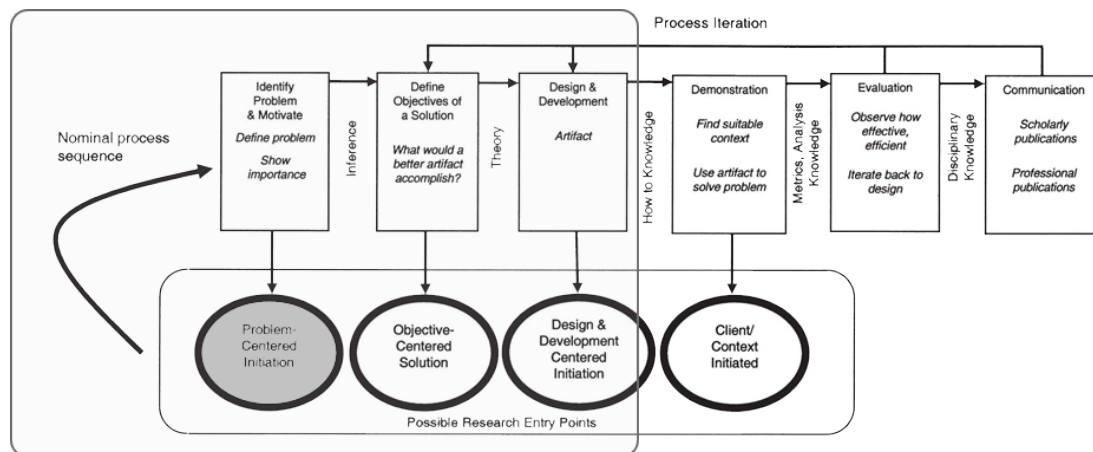 Process Iteration
Nominal process
sequence
Identify
Problem
& Motivate
Define problem
Show
importance
Inference
Define
Objectives of
a Solution
What would a
better artifact
accomplish?
Theory
Design &
Development
Artifact
How to Knowledge
Demonstration
Find suitable
context
Use artifact to
solve problem
Metrics, Analysis
Knowledge
Evaluation
Observe how
effective,
efficient
Iterate back to
design
Disciplinary
Knowledge
Communication
Scholarly
publications
Professional
publications
Problem-
Centered
Initiation
Objective-
Centered
Solution
Design &
Development
Centered
Initiation
Client/
Context
Initiated
Possible Research Entry Points